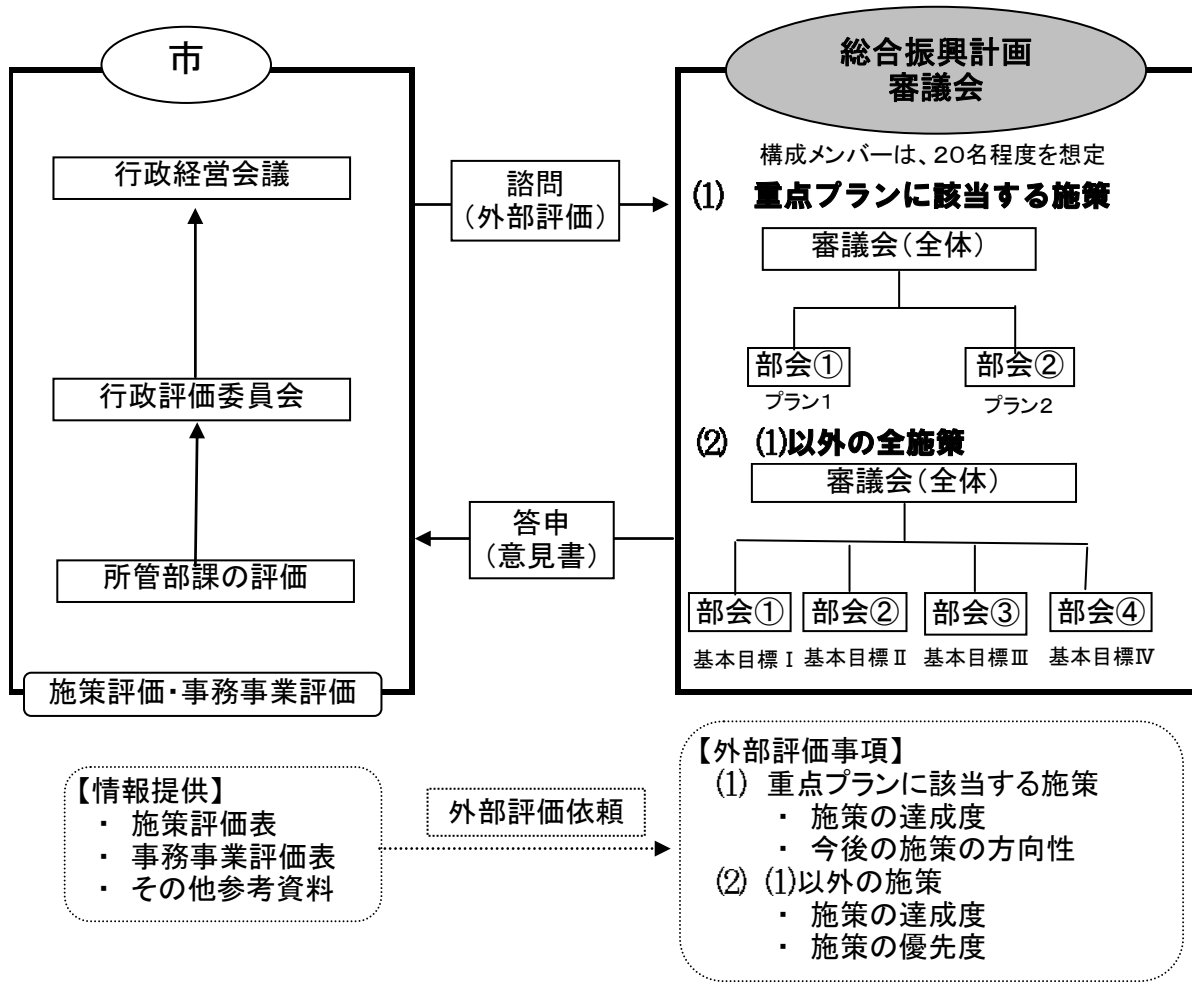 市
行政経営会議
行政評価委員会
所管部課の評価
施策評価・事務事業評価
諮問
（外部評価）
答申
（意見書）
総合振興計画
審議会
構成メンバーは、２０名程度を想定
⑴ 重点プランに該当する施策
審議会（全体）
部会①
部会②
プラン１
プラン２
⑵ ⑴以外の全施策
審議会（全体）
部会①
部会②
部会③
部会④
基本目標Ⅰ
基本目標Ⅱ
基本目標Ⅲ
基本目標Ⅳ
【情報提供】
・ 施策評価表
・ 事務事業評価表
・ その他参考資料
外部評価依頼
【外部評価事項】
⑴ 重点プランに該当する施策
・ 施策の達成度
・ 今後の施策の方向性
⑵ ⑴以外の施策
・ 施策の達成度
・ 施策の優先度